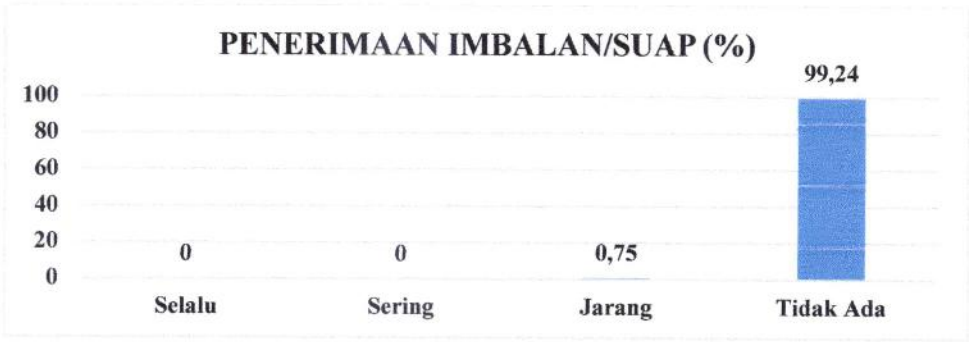 PENERIMAAN IMBALAN/SUAP (%)
99,24
100
80
60
40
20
0
0
0
0,75
Selalu
Sering
Jarang
Tidak Ada